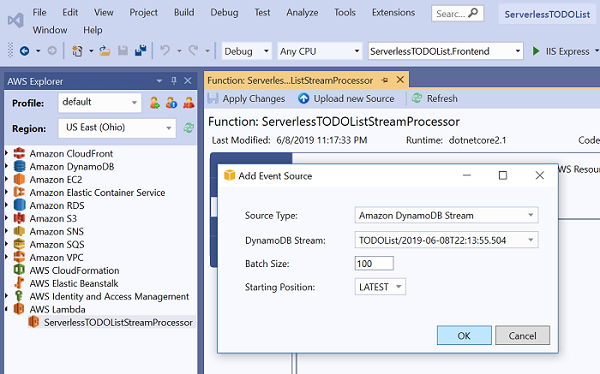 File Edit View Project Build Debug Test Analyze Tools Extensions Searc... ServerlessTODOList
Window Help
Debug Any CPU ServerlessTODOList.Frontend IIS Express
AWS Explorer
Function: Serverles...ListStreamProcessor
Profile: default
Apply Changes Upload new Source Refresh
Region: US East (Ohio)
Function: ServerlessTODOListStreamProcessor
Last Modified: 6/8/2019 11:17:33 PM Runtime: dotnetcore2.1 Code
Amazon CloudFront
Amazon DynamoDB
Amazon EC2
Amazon Elastic Container Service
Amazon RDS
Amazon S3
Amazon SNS
Amazon SQS
Amazon VPC
AWS CloudFormation
AWS Elastic Beanstalk
AWS Identity and Access Management
AWS Lambda
ServerlessTODOListStreamProcessor
WS Resou
Add Event Source
Source Type: Amazon DynamoDB Stream
DynamoDB Stream: TODOList/2019-06-08T22:13:55.504
Batch Size: 100
Starting Position: LATEST
OK Cancel